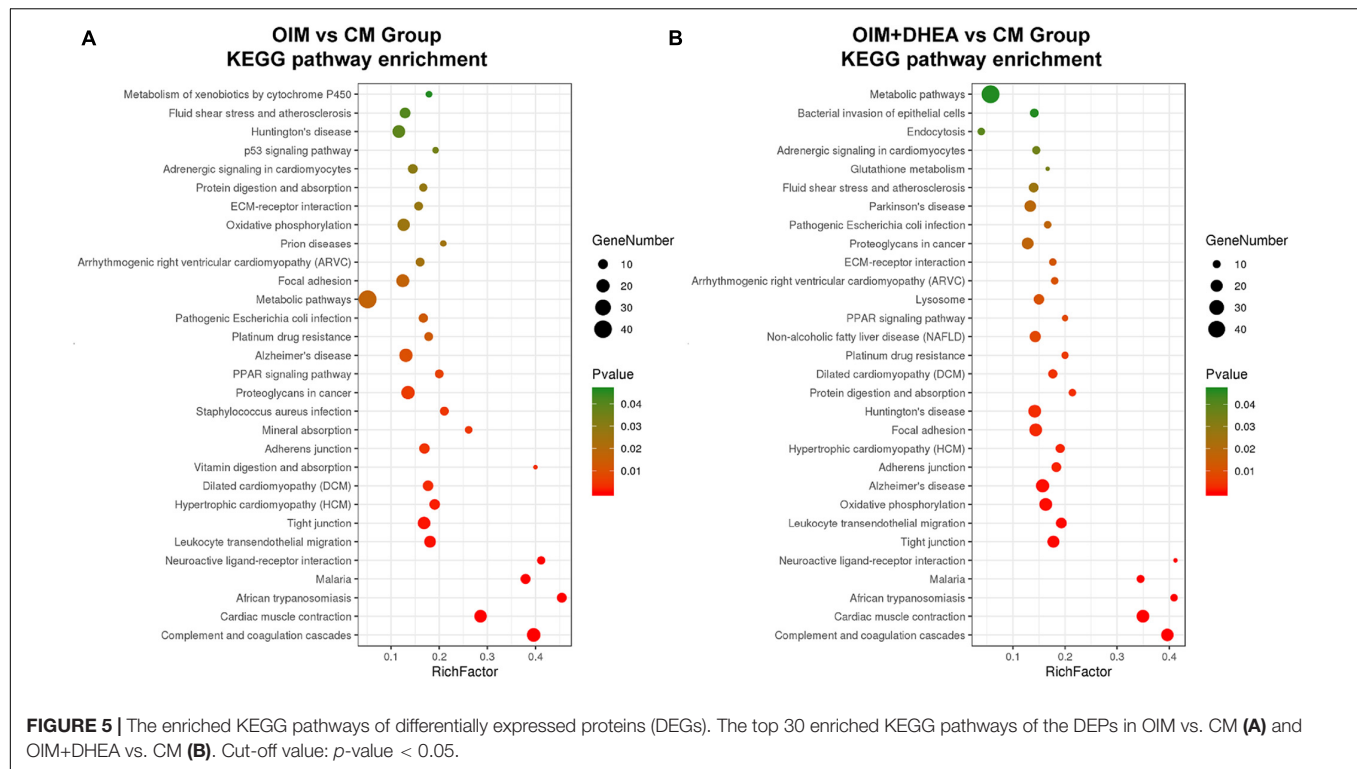 A
OIM vs CM Group
KEGG pathway enrichment
Metabolism of xenobiotics by cytochrome P450
Fluid shear stress and atherosclerosis
Huntington's disease
p53 signaling pathway
Adrenergic signaling in cardiomyocytes
Protein digestion and absorption
ECM-receptor interaction
Oxidative phosphorylation
Prion diseases
Arrhythmogenic right ventricular cardiomyopathy (ARVC)
Focal adhesion
Metabolic pathways
Pathogenic Escherichia coli infection
Platinum drug resistance
Alzheimer's disease
PPAR signaling pathway
Proteoglycans in cancer
Staphylococcus aureus infection
Mineral absorption
Adherens junction
Vitamin digestion and absorption
Dilated cardiomyopathy (DCM)
Hypertrophic cardiomyopathy (HCM)
Tight junction
Leukocyte transendothelial migration
Neuroactive ligand-receptor interaction
Malaria
African trypanosomiasis
Cardiac muscle contraction
Complement and coagulation cascades
0.1 0.2 0.3 0.4
RichFactor
GeneNumber
10
20
30
40
Pvalue
0.04
0.03
0.02
0.01
B
OIM+DHEA vs CM Group
KEGG pathway enrichment
Metabolic pathways
Bacterial invasion of epithelial cells
Endocytosis
Adrenergic signaling in cardiomyocytes
Glutathione metabolism
Fluid shear stress and atherosclerosis
Parkinson's disease
Pathogenic Escherichia coli infection
Proteoglycans in cancer
ECM-receptor interaction
Arrhythmogenic right ventricular cardiomyopathy (ARVC)
Lysosome
PPAR signaling pathway
Non-alcoholic fatty liver disease (NAFLD)
Platinum drug resistance
Dilated cardiomyopathy (DCM)
Protein digestion and absorption
Huntington's disease
Focal adhesion
Hypertrophic cardiomyopathy (HCM)
Adherens junction
Alzheimer's disease
Oxidative phosphorylation
Leukocyte transendothelial migration
Tight junction
Neuroactive ligand-receptor interaction
Malaria
African trypanosomiasis
Cardiac muscle contraction
Complement and coagulation cascades
0.1 0.2 0.3 0.4
RichFactor
GeneNumber
10
20
30
40
Pvalue
0.04
0.03
0.02
0.01
FIGURE 5 | The enriched KEGG pathways of differentially expressed proteins (DEGs). The top 30 enriched KEGG pathways of the DEPs in OIM vs. CM (A) and
OIM+DHEA vs. CM (B). Cut-off value: p-value < 0.05.